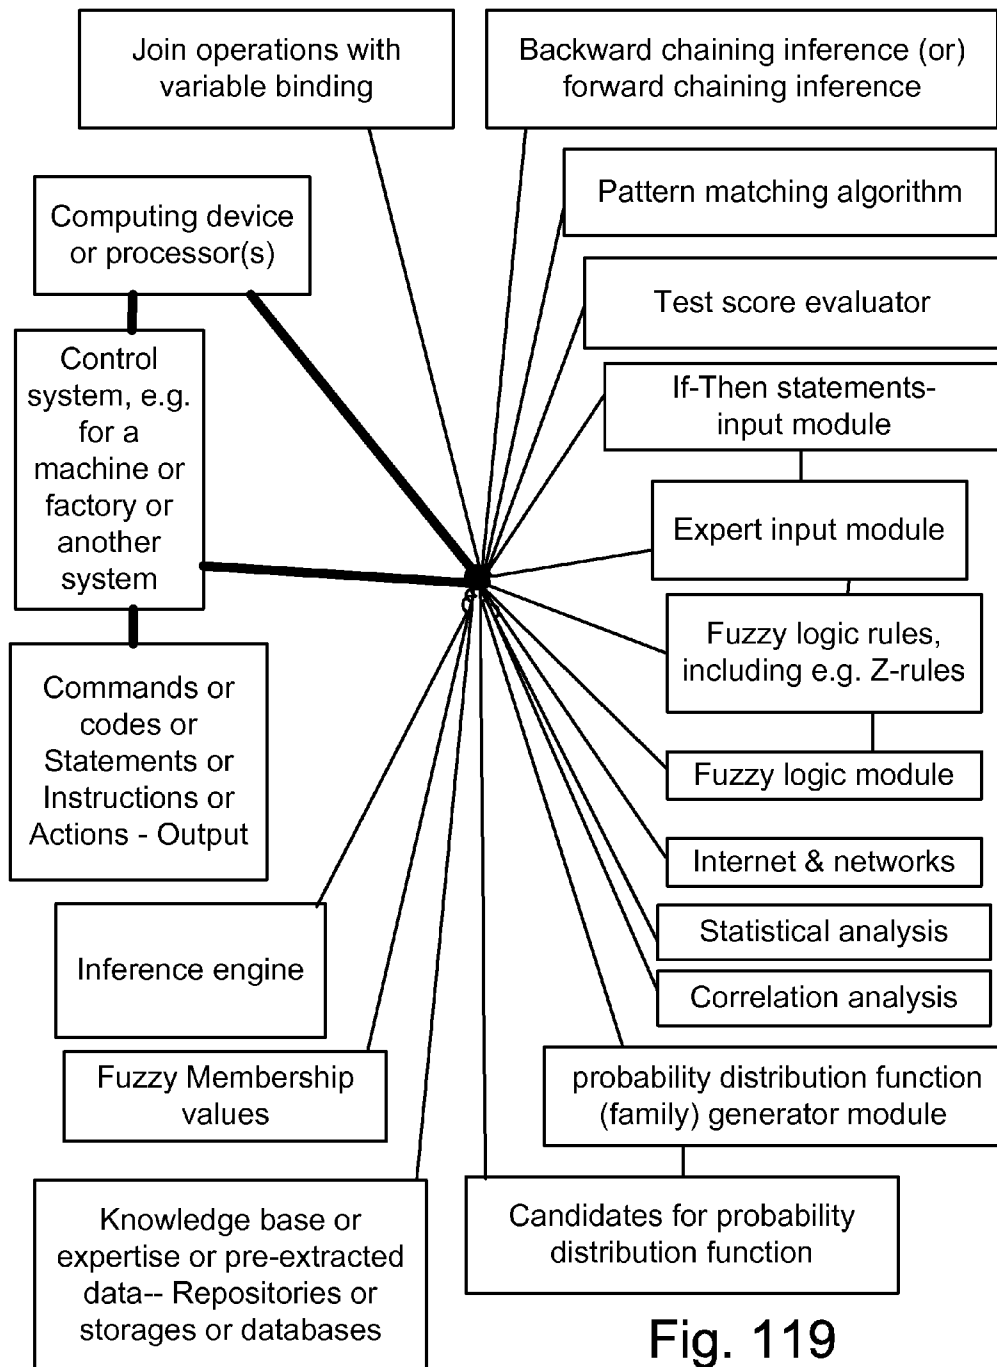 Join operations with
variable binding
Backward chaining inference (or)
forward chaining inference
Pattern matching algorithm
Computing device
or processor(s)
Test score evaluator
Control
system, e.g.
for a
machine or
factory or
another
system
If-Then statements-
input module
Expert input module
Fuzzy logic rules,
including e.g. Z-rules
Commands or
codes or
Statements or
Instructions or
Actions - Output
Fuzzy logic module
Internet & networks
Statistical analysis
Inference engine
Correlation analysis
Fuzzy Membership
values
probability distribution function
(family) generator module
Knowledge base or
expertise or pre-extracted
data-- Repositories or
storages or databases
Candidates for probability
distribution function
Fig. 119